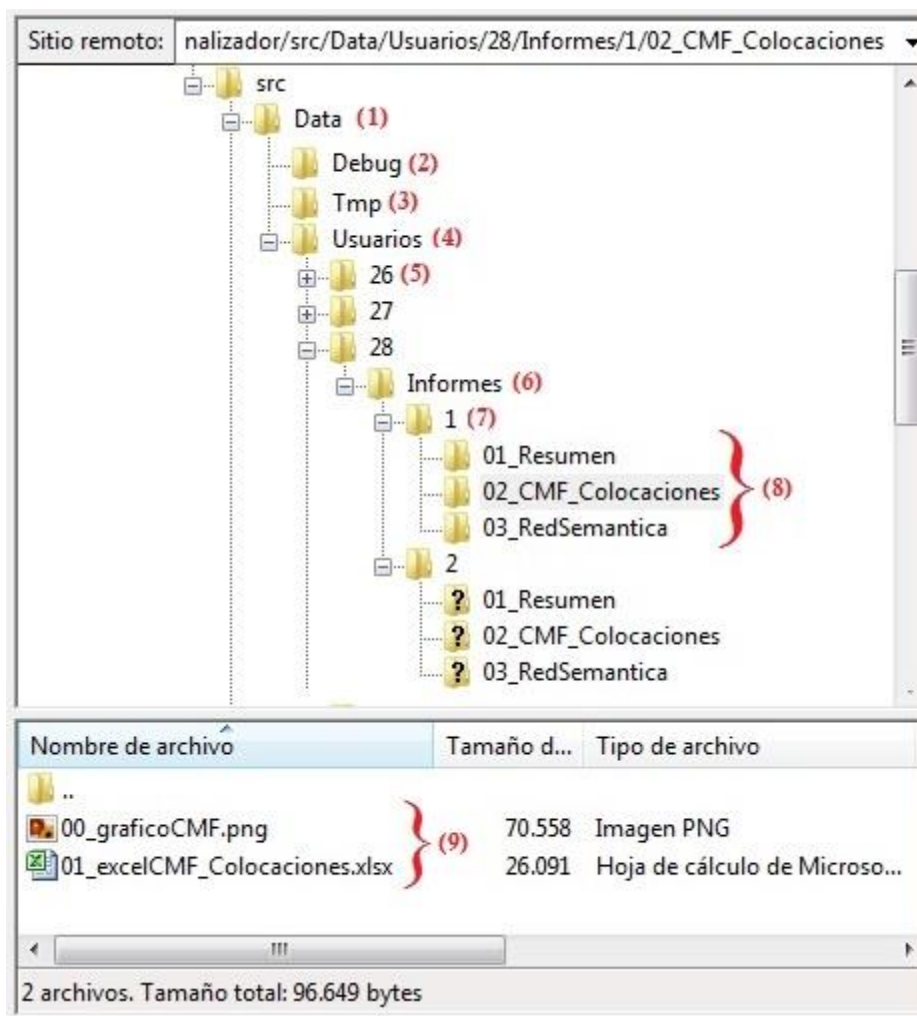 Sitio remoto: nalizador/src/Data/Usuarios/28/Informes/1/02_CMF_Colocaciones
src
Data (1)
Debug (2)
Tmp (3)
Usuarios (4)
26 (5)
27
28
Informes (6)
1 (7)
01_Resumen
02_CMF_Colocaciones (8)
03_RedSemantica
2
? 01_Resumen
? 02_CMF_Colocaciones
? 03_RedSemantica
Nombre de archivo Tamaño d... Tipo de archivo
..
00_graficoCMF.png 70.558 Imagen PNG
(9)
01_excelCMF_Colocaciones.xlsx 26.091 Hoja de cálculo de Microso...
2 archivos. Tamaño total: 96.649 bytes